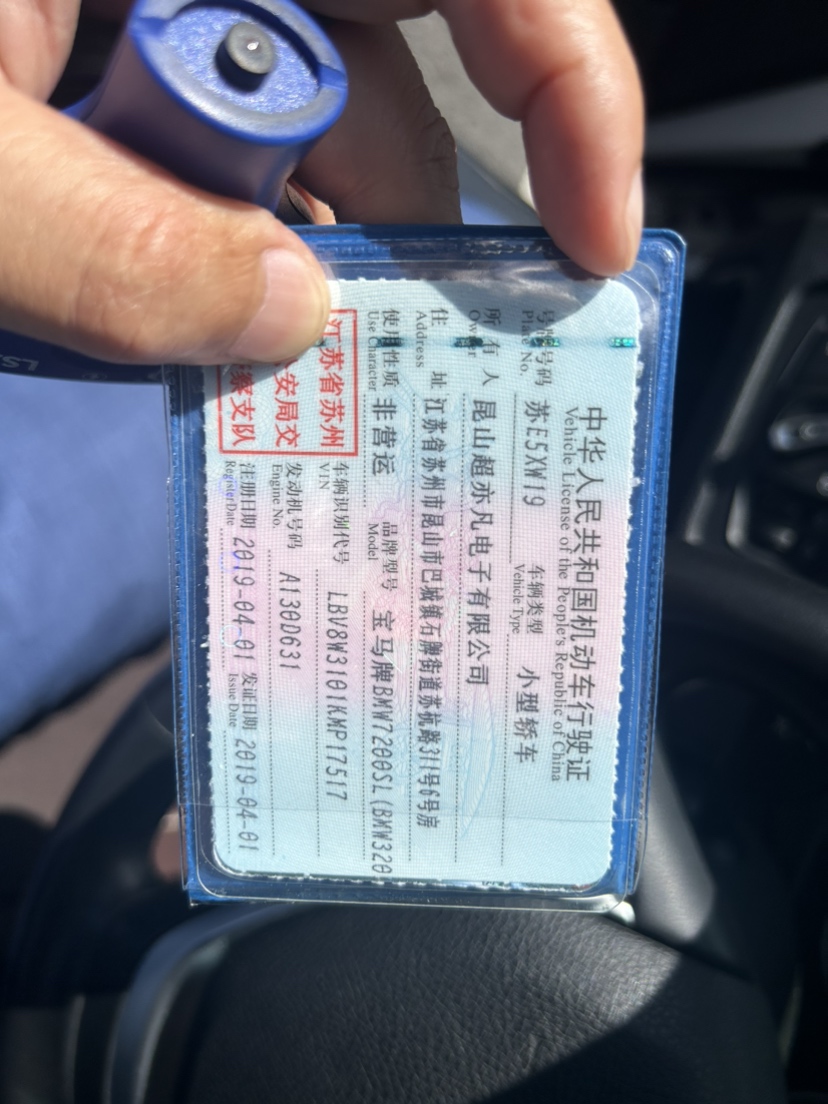 中华人民共和国机动车行驶证
Vehicle License of the People's Republic of China
号牌号码 苏E5XW19 车辆类型 小型轿车
Plate No. Vehicle Type
所有人 昆山超亦凡电子有限公司
Owner
住址 江苏省苏州市昆山市巴城镇石牌街道苏杭路311号6号房
Address
使用性质 非营运 品牌型号 宝马牌BMW7200SL(BMW320
Use Character Model
江苏省苏州
安局交
察支队
车辆识别代号 LBV8W3101KMP17517
VIN
发动机号码 A130D631
Engine No.
注册日期 2019-04-01 发证日期 2019-04-01
Register Date Issue Date